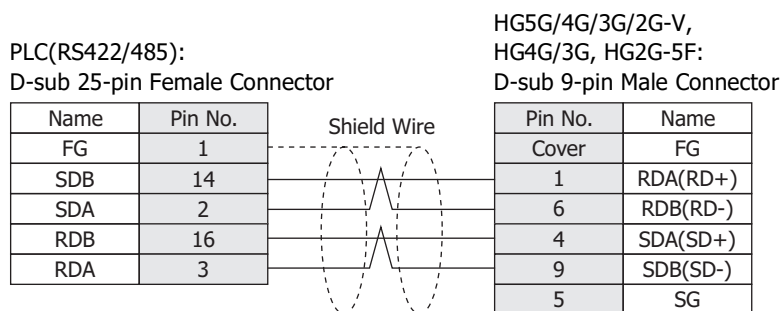 HG5G/4G/3G/2G-V,
PLC(RS422/485): HG4G/3G, HG2G-5F:
D-sub 25-pin Female Connector D-sub 9-pin Male Connector
Name Pin No. Shield Wire Pin No. Name
FG 1 Cover FG
SDB 14 1 RDA(RD+)
SDA 2 6 RDB(RD-)
RDB 16 4 SDA(SD+)
RDA 3 9 SDB(SD-)
5 SG